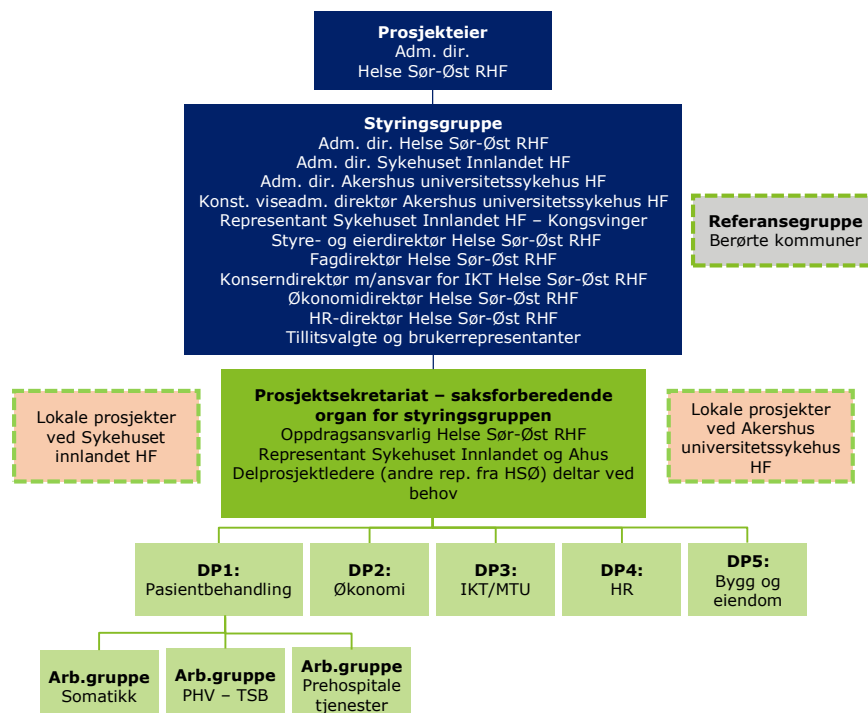 Prosjekteier
Adm. dir.
Helse Sør-Øst RHF
Styringsgruppe
Adm. dir. Helse Sør-Øst RHF
Adm. dir. Sykehuset Innlandet HF
Adm. dir. Akershus universitetssykehus HF
Konst. viseadm. direktør Akershus universitetssykehus HF
Representant Sykehuset Innlandet HF – Kongsvinger
Styre- og eierdirektør Helse Sør-Øst RHF
Fagdirektør Helse Sør-Øst RHF
Konserndirektør m/ansvar for IKT Helse Sør-Øst RHF
Økonomidirektør Helse Sør-Øst RHF
HR-direktør Helse Sør-Øst RHF
Tillitsvalgte og brukerrepresentanter
Referansegruppe
Berørte kommuner
Lokale prosjekter
ved Sykehuset
innlandet HF
Prosjektsekretariat – saksforberedende
organ for styringsgruppen
Oppdragsansvarlig Helse Sør-Øst RHF
Representant Sykehuset Innlandet og Ahus
Delprosjektledere (andre rep. fra HSØ) deltar ved
behov
Lokale prosjekter
ved Akershus
universitetssykehus
HF
DP1:
Pasientbehandling
DP2:
Økonomi
DP3:
IKT/MTU
DP4:
HR
DP5:
Bygg og
eiendom
Arb.gruppe
Somatikk
Arb.gruppe
PHV – TSB
Arb.gruppe
Prehospitale
tjenester